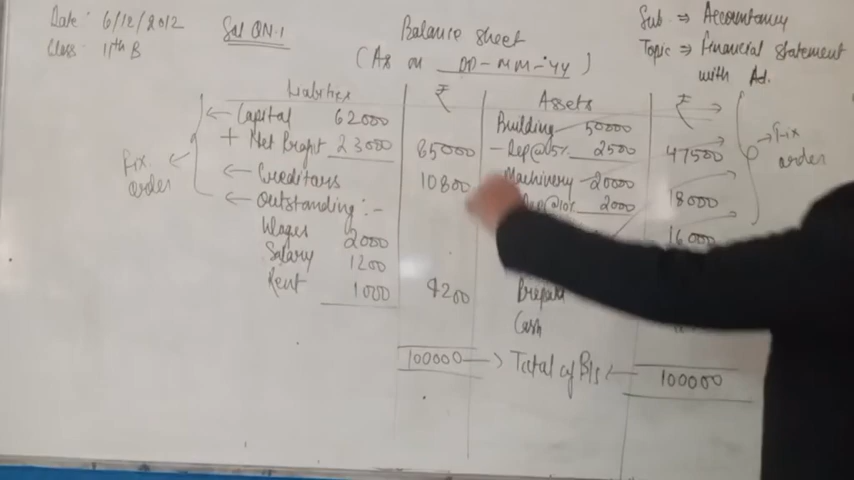 Date: 6/12/2012
Class: 11th B
Sol QN.1
Balance sheet
(As on DD-MM-YY)
Sub ⇒ Accountancy
Topic ⇒ Financial statement
with Ad.
Liabilities ₹ Assets ₹
← Capital 62000
+ Net Profit 23000 85000
← Creditors 10800
← Outstanding :-
Wages 2000
Salary 1200
Rent 1000 4200
100000
Fix
order
Building 50000
- Dep@5% 2500 47500
Machinery 20000
Dep@10% 2000 18000
16000
Prepaid
Cash
→ Total of B/s ←
100000
Fix
order